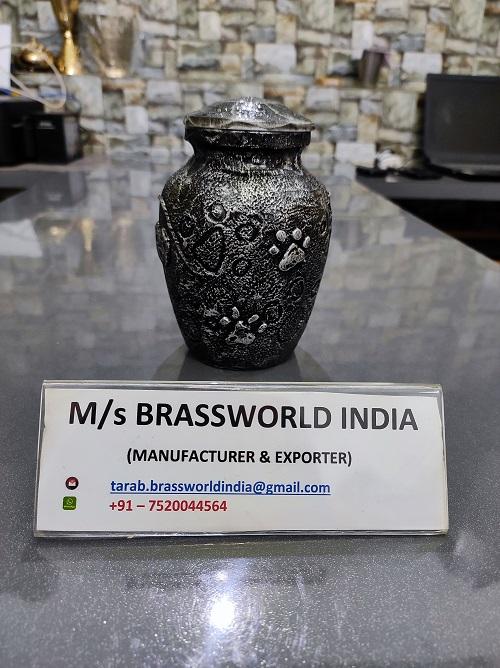 M/s BRASSWORLD INDIA
(MANUFACTURER & EXPORTER)
tarab.brassworldindia@gmail.com
+91 – 7520044564